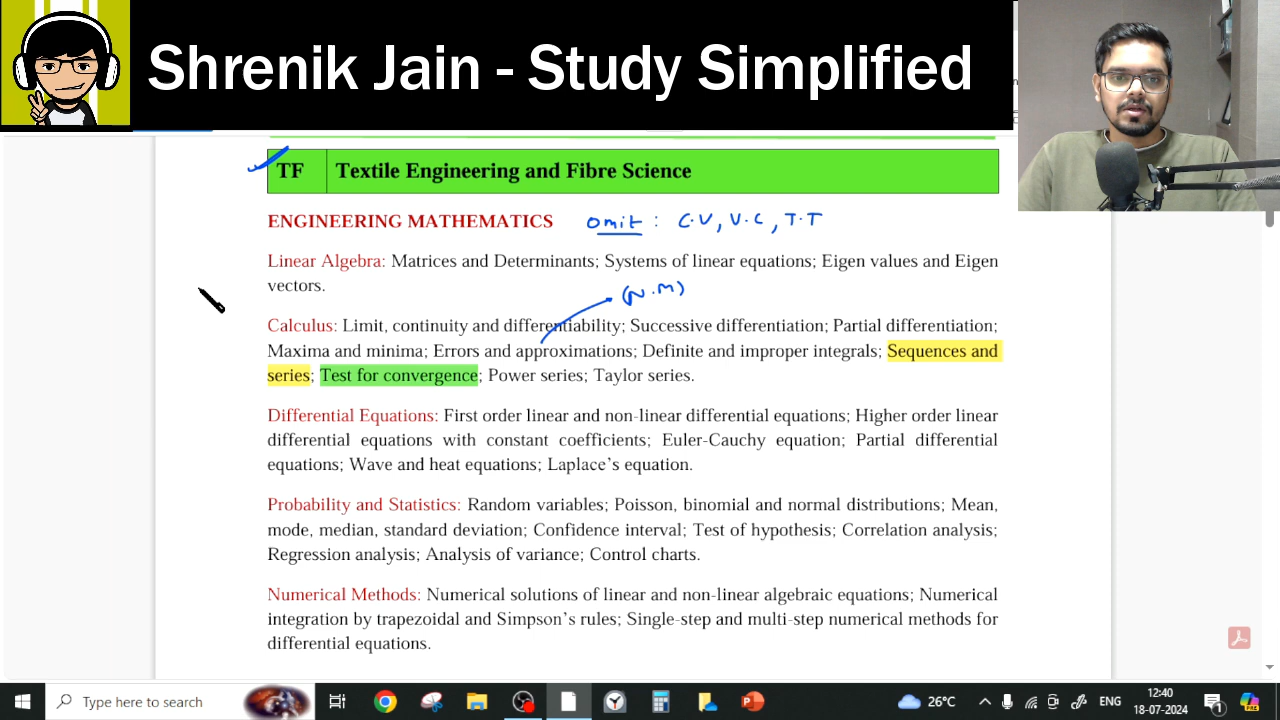 Shrenik Jain - Study Simplified
TF Textile Engineering and Fibre Science
ENGINEERING MATHEMATICS omit : C.V, V.C, T.T
Linear Algebra: Matrices and Determinants; Systems of linear equations; Eigen values and Eigen
vectors.
(N.M)
Calculus: Limit, continuity and differentiability; Successive differentiation; Partial differentiation;
Maxima and minima; Errors and approximations; Definite and improper integrals; Sequences and
series; Test for convergence; Power series; Taylor series.
Differential Equations: First order linear and non-linear differential equations; Higher order linear
differential equations with constant coefficients; Euler-Cauchy equation; Partial differential
equations; Wave and heat equations; Laplace's equation.
Probability and Statistics: Random variables; Poisson, binomial and normal distributions; Mean,
mode, median, standard deviation; Confidence interval; Test of hypothesis; Correlation analysis;
Regression analysis; Analysis of variance; Control charts.
Numerical Methods: Numerical solutions of linear and non-linear algebraic equations; Numerical
integration by trapezoidal and Simpson's rules; Single-step and multi-step numerical methods for
differential equations.
Type here to search
26°C
ENG
12:40
18-07-2024